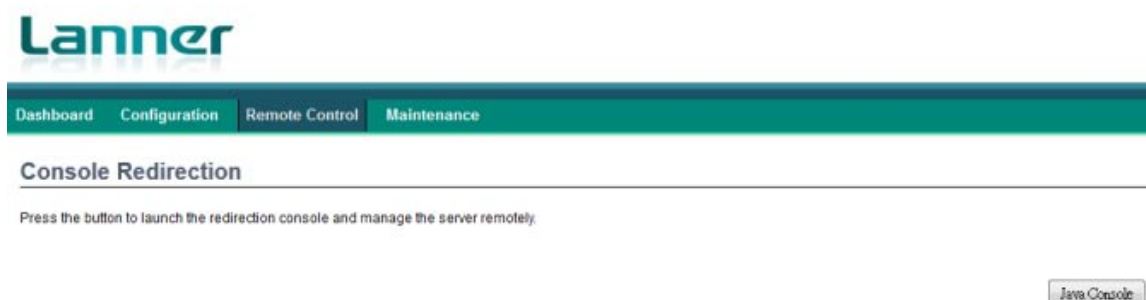 Lanner
Dashboard Configuration Remote Control Maintenance
Console Redirection
Press the button to launch the redirection console and manage the server remotely.
Java Console